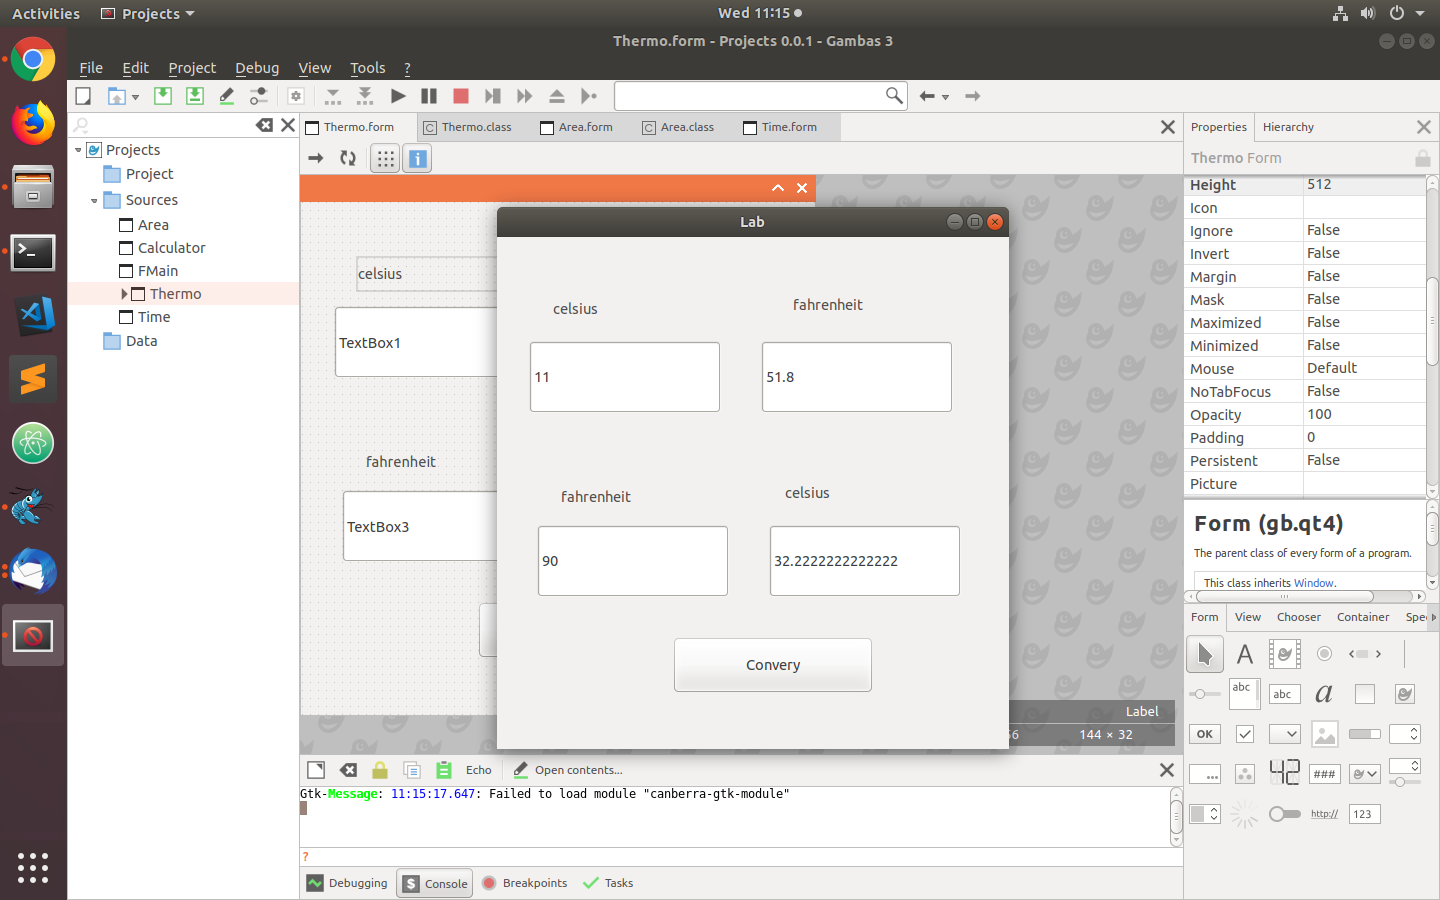 Activities
Projects
Wed 11:15
Thermo.form - Projects 0.0.1 - Gambas 3
File Edit Project Debug View Tools ?
Thermo.form
Thermo.class
Area.form
Area.class
Time.form
Projects
Project
Sources
Area
Calculator
FMain
Thermo
Time
Data
celsius
TextBox1
fahrenheit
TextBox3
Lab
celsius
fahrenheit
11
51.8
fahrenheit
celsius
90
32.2222222222222
Convery
Label
144 × 32
Properties
Hierarchy
Thermo Form
Height 512
Icon
Ignore False
Invert False
Margin False
Mask False
Maximized False
Minimized False
Mouse Default
NoTabFocus False
Opacity 100
Padding 0
Persistent False
Picture
Form (gb.qt4)
The parent class of every form of a program.
This class inherits Window.
Form View Chooser Container Spec
A
abc
abc
a
OK
...
42
###
http://
123
Echo
Open contents...
Gtk-Message: 11:15:17.647: Failed to load module "canberra-gtk-module"
?
Debugging
$ Console
Breakpoints
Tasks